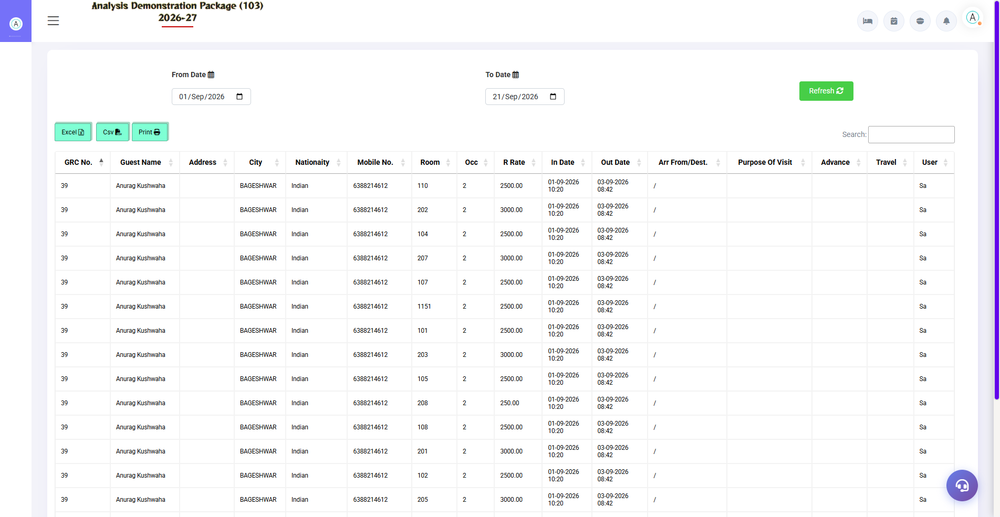 A
Analysis Demonstration Package (103)
2026-27
A
From Date
To Date
01/Sep/2026
21/Sep/2026
Refresh
Excel Csv Print
Search:
GRC No. Guest Name Address City Nationaity Mobile No. Room Occ R Rate In Date Out Date Arr From/Dest. Purpose Of Visit Advance Travel User
39 Anurag Kushwaha BAGESHWAR Indian 6388214612 110 2 2500.00 01-09-2026 10:20 03-09-2026 08:42 / Sa
39 Anurag Kushwaha BAGESHWAR Indian 6388214612 202 2 3000.00 01-09-2026 10:20 03-09-2026 08:42 / Sa
39 Anurag Kushwaha BAGESHWAR Indian 6388214612 104 2 2500.00 01-09-2026 10:20 03-09-2026 08:42 / Sa
39 Anurag Kushwaha BAGESHWAR Indian 6388214612 207 2 3000.00 01-09-2026 10:20 03-09-2026 08:42 / Sa
39 Anurag Kushwaha BAGESHWAR Indian 6388214612 107 2 2500.00 01-09-2026 10:20 03-09-2026 08:42 / Sa
39 Anurag Kushwaha BAGESHWAR Indian 6388214612 1151 2 2500.00 01-09-2026 10:20 03-09-2026 08:42 / Sa
39 Anurag Kushwaha BAGESHWAR Indian 6388214612 101 2 2500.00 01-09-2026 10:20 03-09-2026 08:42 / Sa
39 Anurag Kushwaha BAGESHWAR Indian 6388214612 203 2 3000.00 01-09-2026 10:20 03-09-2026 08:42 / Sa
39 Anurag Kushwaha BAGESHWAR Indian 6388214612 105 2 2500.00 01-09-2026 10:20 03-09-2026 08:42 / Sa
39 Anurag Kushwaha BAGESHWAR Indian 6388214612 208 2 250.00 01-09-2026 10:20 03-09-2026 08:42 / Sa
39 Anurag Kushwaha BAGESHWAR Indian 6388214612 108 2 2500.00 01-09-2026 10:20 03-09-2026 08:42 / Sa
39 Anurag Kushwaha BAGESHWAR Indian 6388214612 201 2 3000.00 01-09-2026 10:20 03-09-2026 08:42 / Sa
39 Anurag Kushwaha BAGESHWAR Indian 6388214612 102 2 2500.00 01-09-2026 10:20 03-09-2026 08:42 / Sa
39 Anurag Kushwaha BAGESHWAR Indian 6388214612 205 2 3000.00 01-09-2026 10:20 03-09-2026 08:42 / Sa